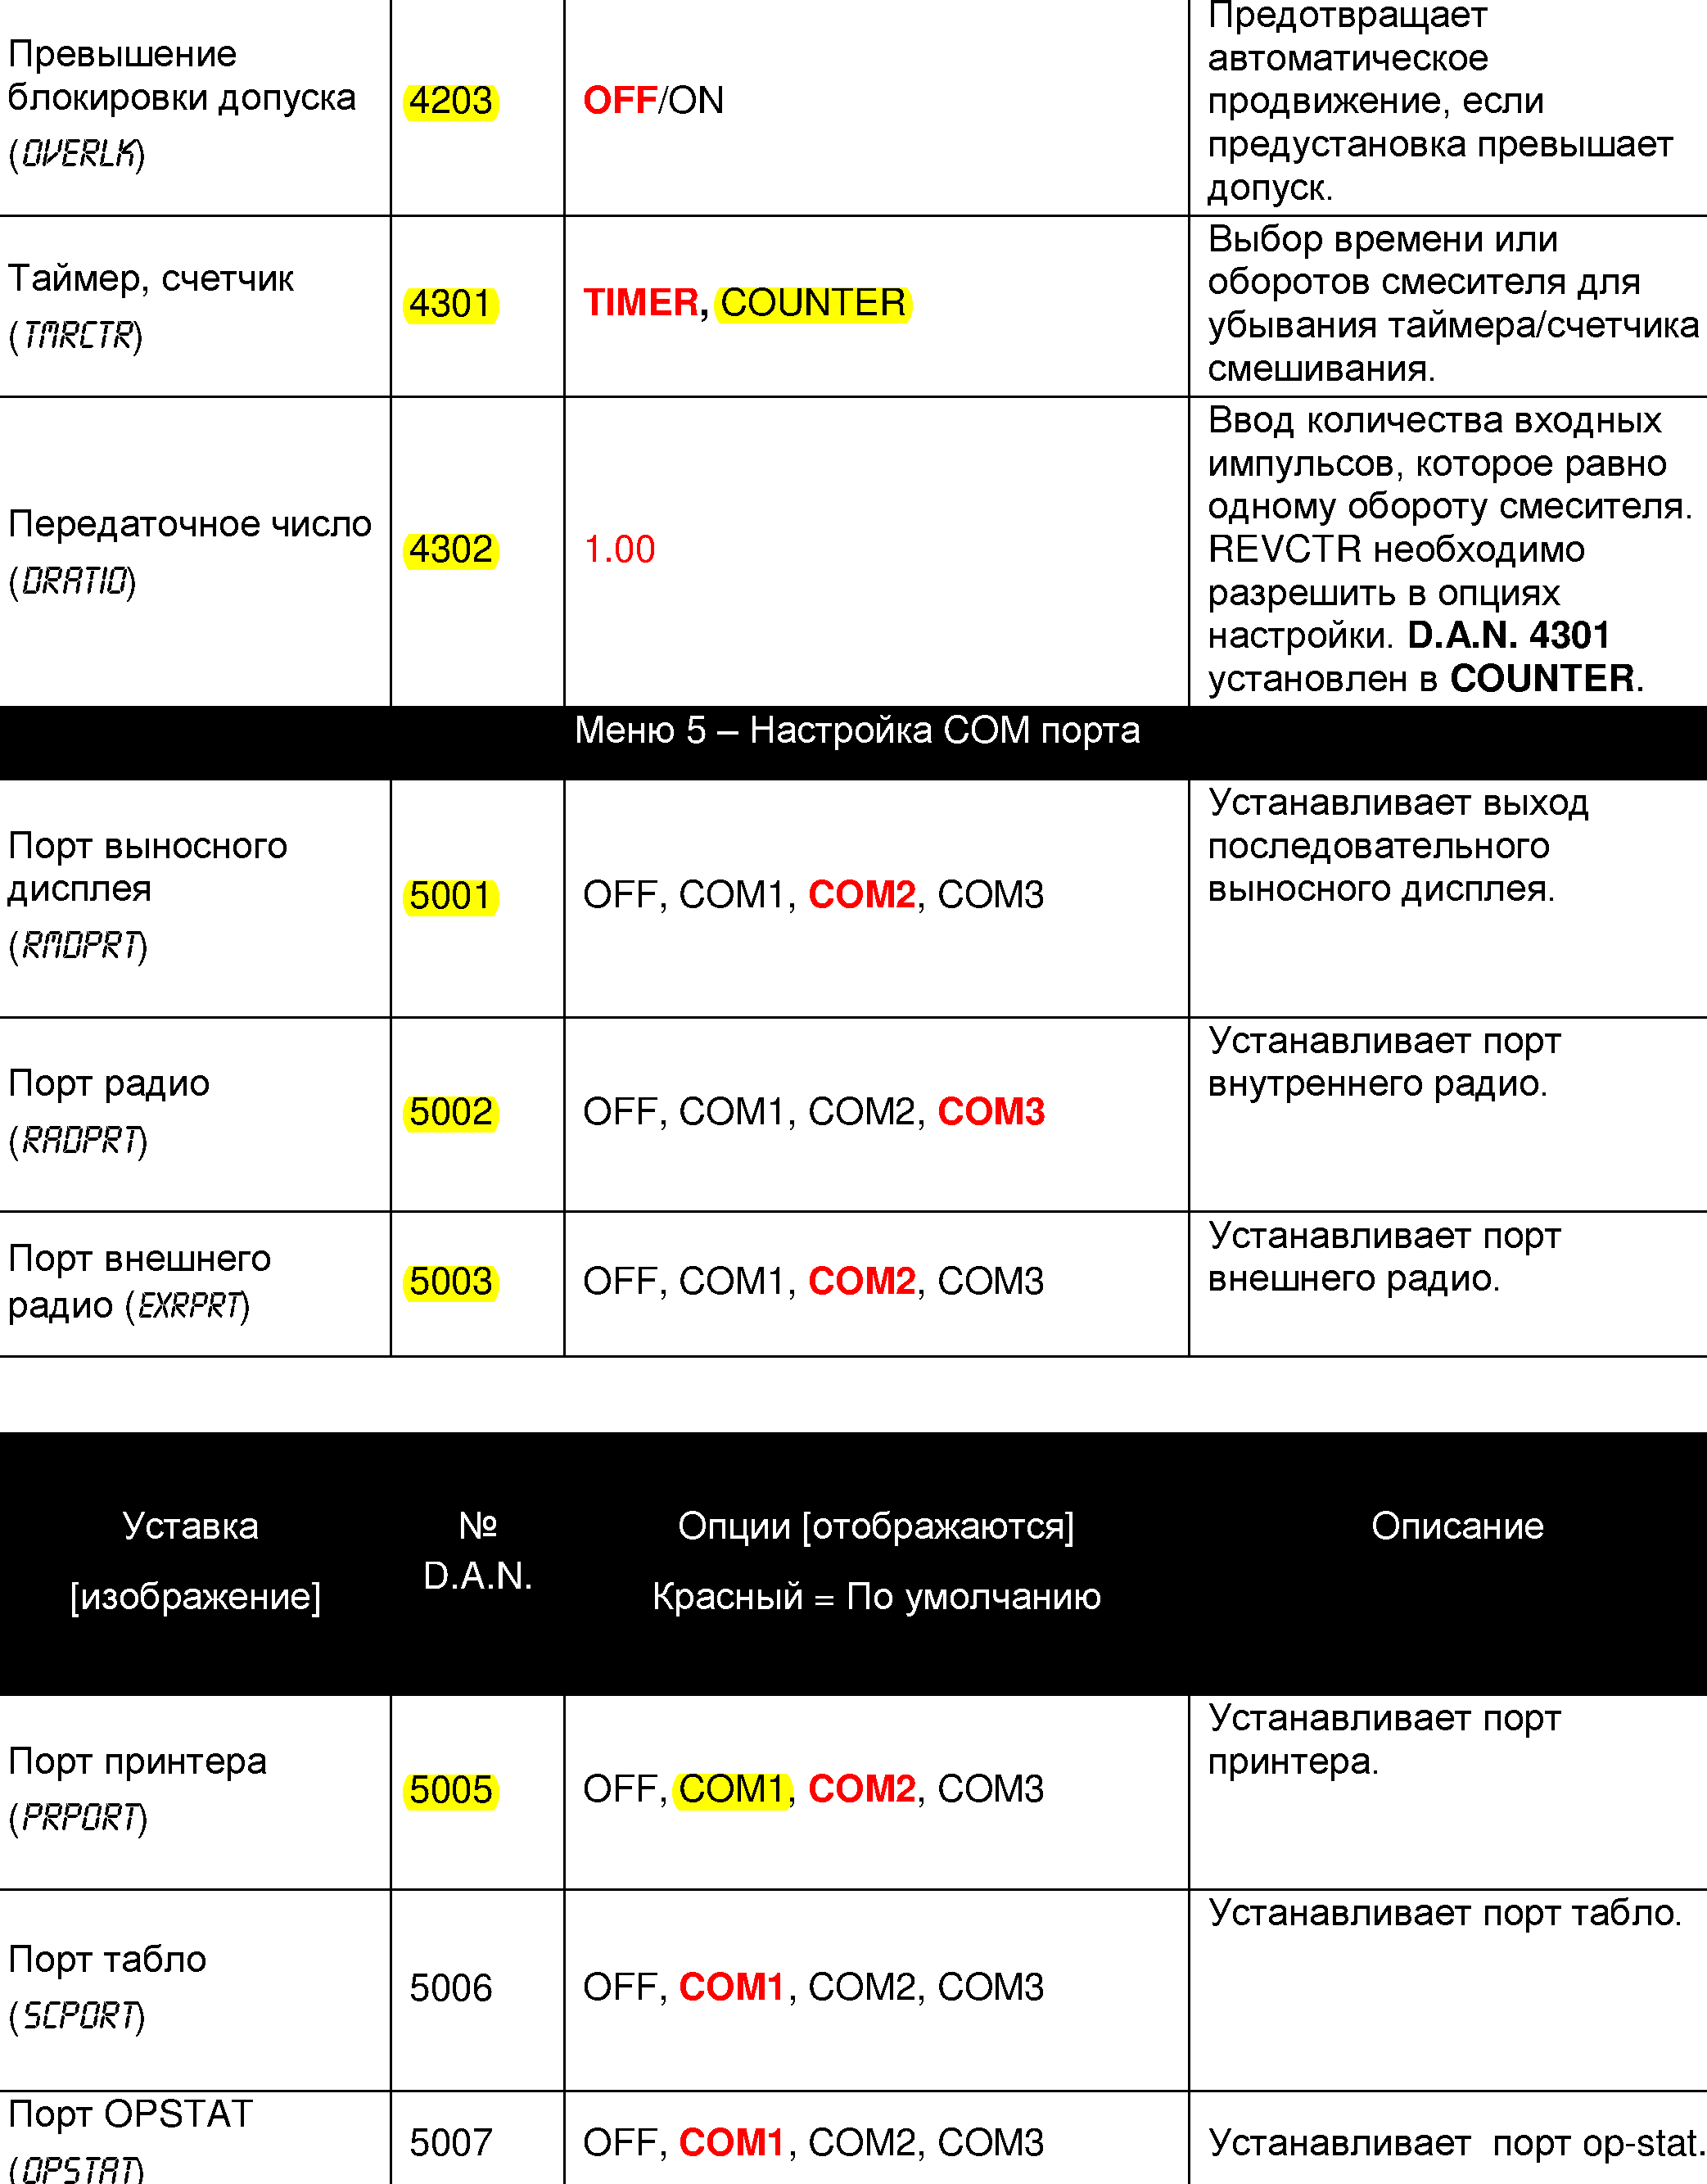 Превышение
блокировки допуска
(OVERLK)
4203
OFF/ON
Предотвращает
автоматическое
продвижение, если
предустановка превышает
допуск.
Таймер, счетчик
(TMRCTR)
4301
TIMER, COUNTER
Выбор времени или
оборотов смесителя для
убывания таймера/счетчика
смешивания.
Передаточное число
(DRATIO)
4302
1.00
Ввод количества входных
импульсов, которое равно
одному обороту смесителя.
REVCTR необходимо
разрешить в опциях
настройки. D.A.N. 4301
установлен в COUNTER.
Меню 5 – Настройка COM порта
Порт выносного
дисплея
(RMDPRT)
5001
OFF, COM1, COM2, COM3
Устанавливает выход
последовательного
выносного дисплея.
Порт радио
(RADPRT)
5002
OFF, COM1, COM2, COM3
Устанавливает порт
внутреннего радио.
Порт внешнего
радио (EXRPRT)
5003
OFF, COM1, COM2, COM3
Устанавливает порт
внешнего радио.
Уставка
[изображение]
№
D.A.N.
Опции [отображаются]
Красный = По умолчанию
Описание
Порт принтера
(PRPORT)
5005
OFF, COM1, COM2, COM3
Устанавливает порт
принтера.
Порт табло
(SCPORT)
5006
OFF, COM1, COM2, COM3
Устанавливает порт табло.
Порт OPSTAT
(OPSTAT)
5007
OFF, COM1, COM2, COM3
Устанавливает порт op-stat.